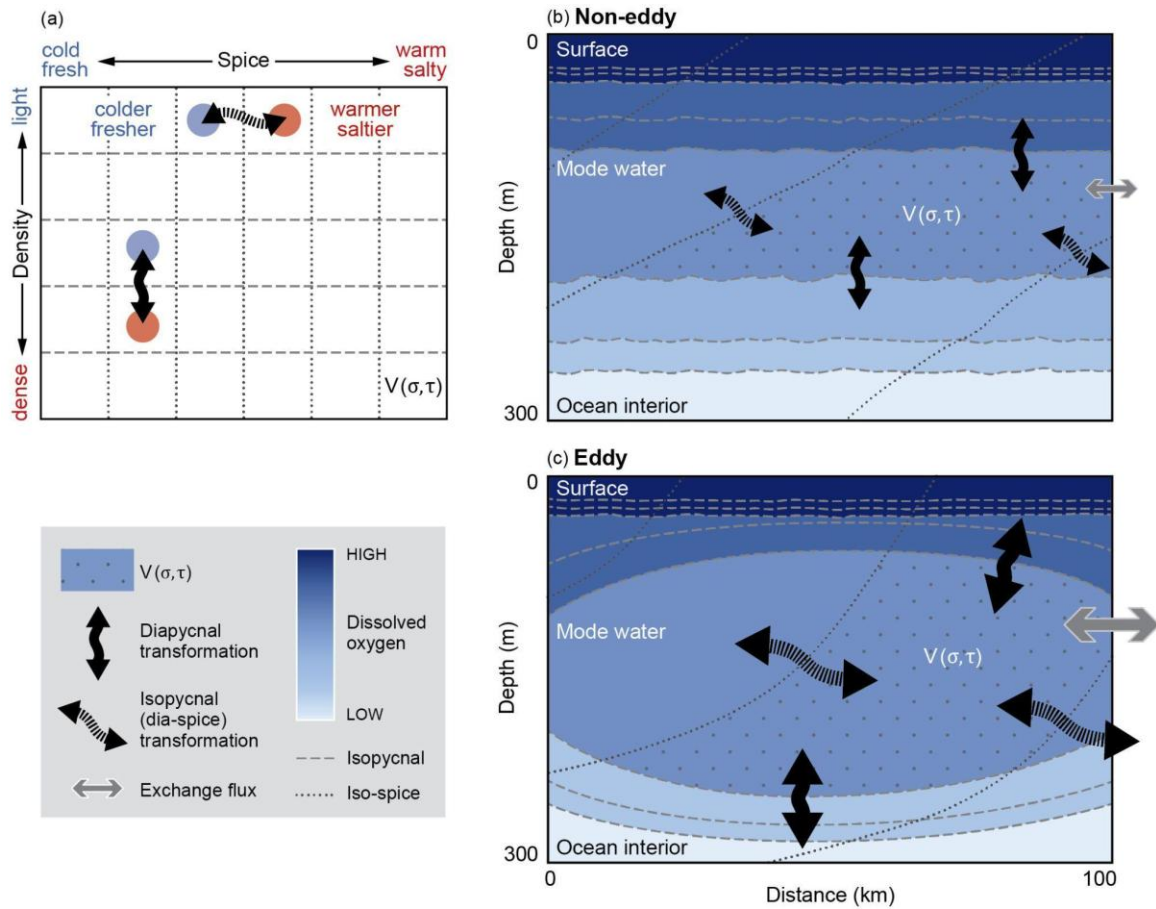 (a)
cold
fresh
Spice
warm
salty
light
Density
dense
colder
fresher
warmer
saltier
V(σ,τ)
V(σ,τ)
Diapycnal
transformation
Isopycnal
(dia-spice)
transformation
Exchange flux
HIGH
Dissolved
oxygen
LOW
Isopycnal
Iso-spice
(b) Non-eddy
0
Surface
Mode water
V(σ,τ)
Depth (m)
300
Ocean interior
(c) Eddy
0
Surface
Mode water
V(σ,τ)
Depth (m)
300
Ocean interior
0
100
Distance (km)